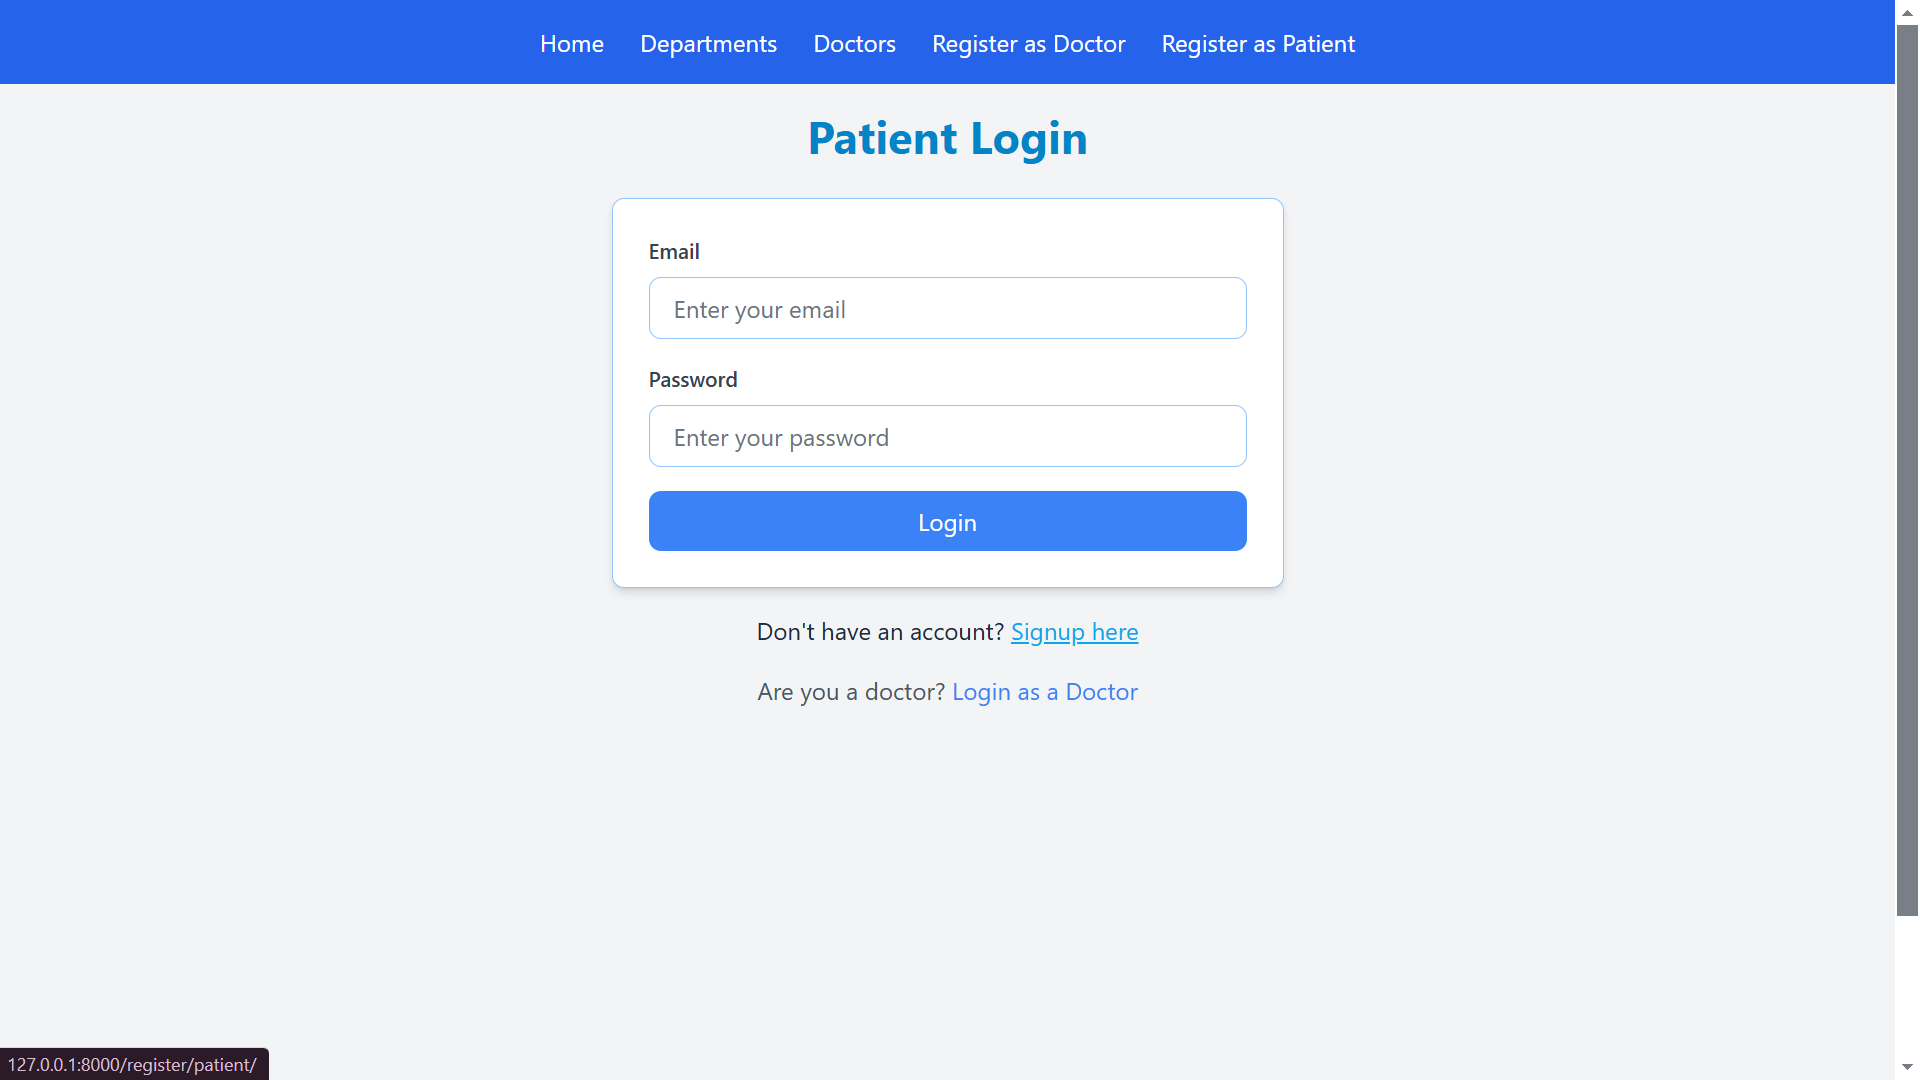 Home Departments Doctors Register as Doctor Register as Patient
Patient Login
Email
Enter your email
Password
Enter your password
Login
Don't have an account? Signup here
Are you a doctor? Login as a Doctor
127.0.0.1:8000/register/patient/